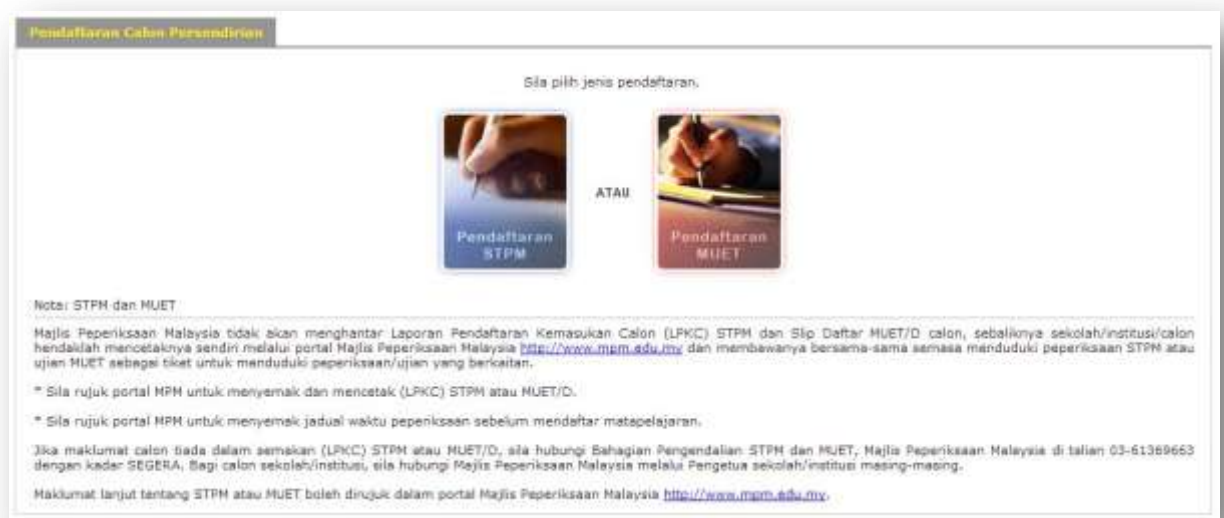 Pendaftaran Calon Persendirian
Sila pilih jenis pendaftaran.
Pendaftaran
STPM
ATAU
Pendaftaran
MUET
Nota: STPM dan MUET
Majlis Peperiksaan Malaysia tidak akan menghantar Laporan Pendaftaran Kemasukan Calon (LPKC) STPM dan Slip Daftar MUET/D calon, sebaliknya sekolah/institusi/calon
hendaklah mencetaknya sendiri melalui portal Majlis Peperiksaan Malaysia http://www.mpm.edu.my dan membawanya bersama-sama semasa menduduki peperiksaan STPM atau
ujian MUET sebagai tiket untuk menduduki peperiksaan/ujian yang berkaitan.
* Sila rujuk portal MPM untuk menyemak dan mencetak (LPKC) STPM atau MUET/D.
* Sila rujuk portal MPM untuk menyemak jadual waktu peperiksaan sebelum mendaftar matapelajaran.
Jika maklumat calon tiada dalam semakan (LPKC) STPM atau MUET/D, sila hubungi Bahagian Pengendalian STPM dan MUET, Majlis Peperiksaan Malaysia di talian 03-61369663
dengan kadar SEGERA. Bagi calon sekolah/institusi, sila hubungi Majlis Peperiksaan Malaysia melalui Pengetua sekolah/institusi masing-masing.
Maklumat lanjut tentang STPM atau MUET boleh dirujuk dalam portal Majlis Peperiksaan Malaysia http://www.mpm.edu.my.